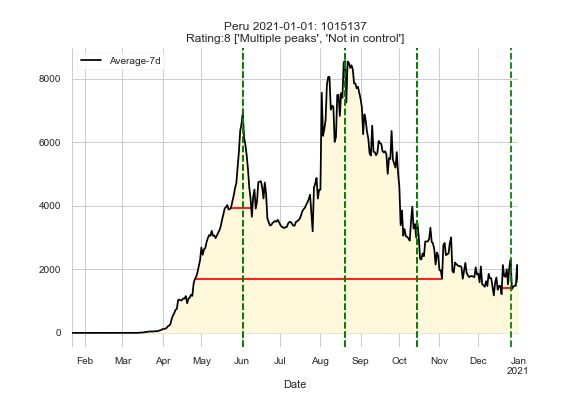 Peru 2021-01-01: 1015137
Rating:8 ['Multiple peaks', 'Not in control']
Average-7d
8000
6000
4000
2000
0
Feb Mar Apr May Jun Jul Aug Sep Oct Nov Dec Jan
2021
Date